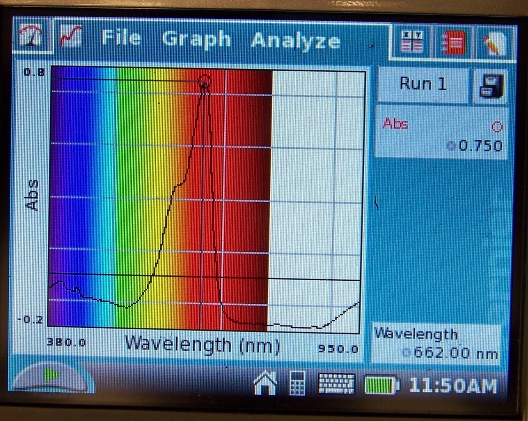 File Graph Analyze
0.8
Run 1
Abs
0.750
Abs
-0.2
380.0 Wavelength (nm) 950.0
Wavelength
662.00 nm
11:50AM